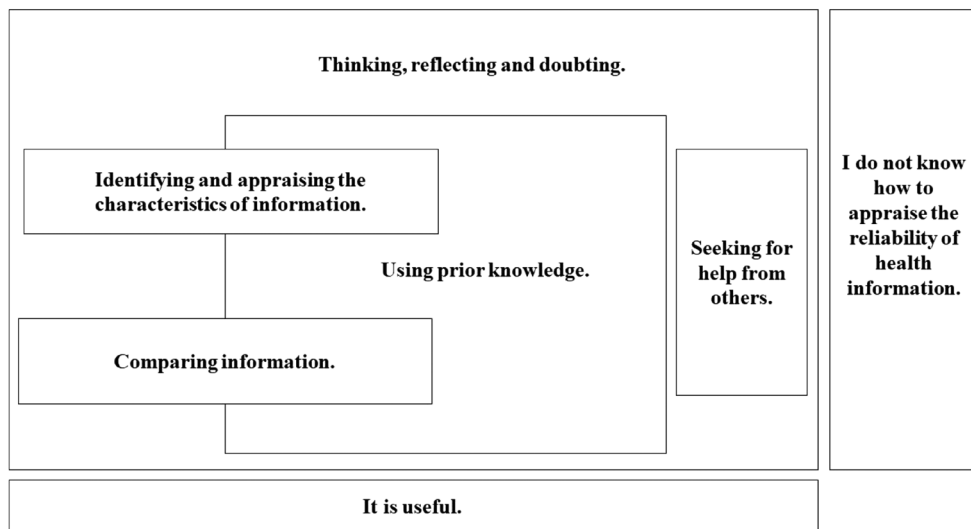 Thinking, reflecting and doubting.
Identifying and appraising the
characteristics of information.
Using prior knowledge.
Comparing information.
Seeking for
help from
others.
I do not know
how to
appraise the
reliability of
health
information.
It is useful.